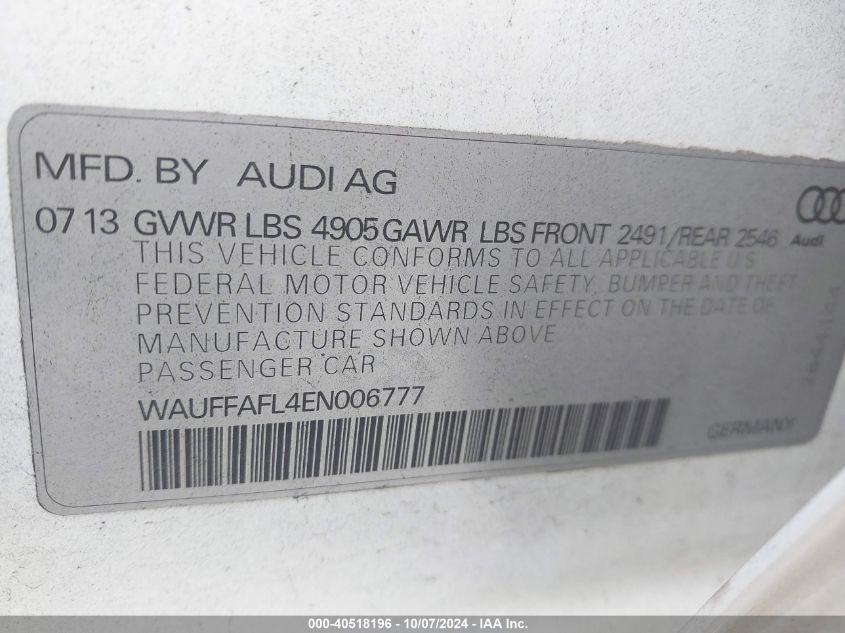 MFD. BY AUDI AG
07 13 GVWR LBS 4905 GAWR LBS FRONT 2491/REAR 2546
Audi
THIS VEHICLE CONFORMS TO ALL APPLICABLE U S
FEDERAL MOTOR VEHICLE SAFETY, BUMPER AND THEFT
PREVENTION STANDARDS IN EFFECT ON THE DATE OF
MANUFACTURE SHOWN ABOVE
PASSENGER CAR
WAUFFAFL4EN006777
GERMANY
000-40518196 - 10/07/2024 - IAA Inc.